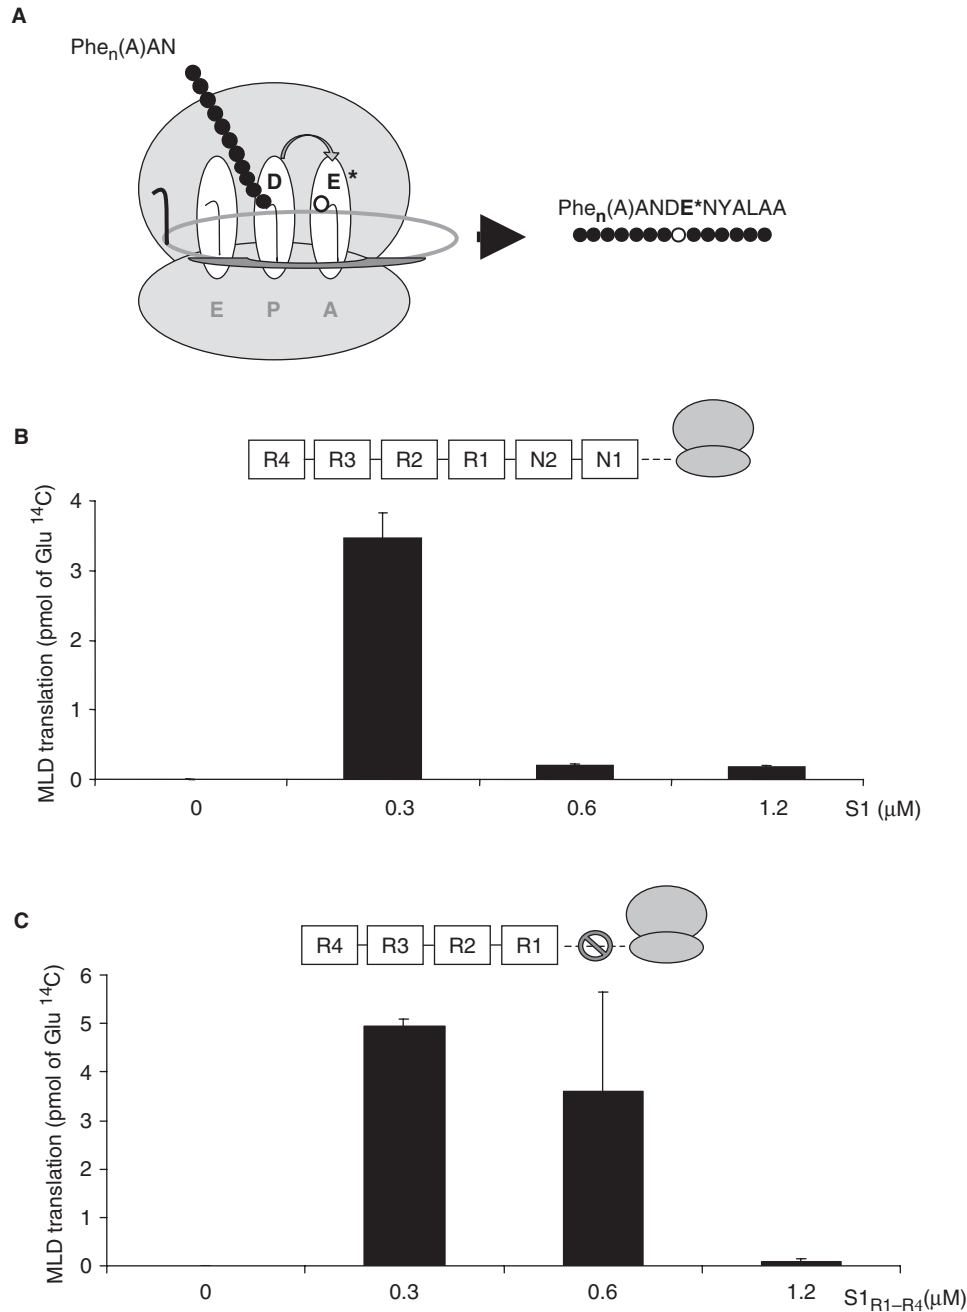 A
Phen(A)AN
D
E
*
E
P
A
Phen(A)ANDE*NYALAA
B
R4
R3
R2
R1
N2
N1
MLD translation (pmol of Glu 14C)
4
3
2
1
0
0
0.3
0.6
1.2
S1 (μM)
C
R4
R3
R2
R1
MLD translation (pmol of Glu 14C)
6
5
4
3
2
1
0
0
0.3
0.6
1.2
S1R1–R4(μM)